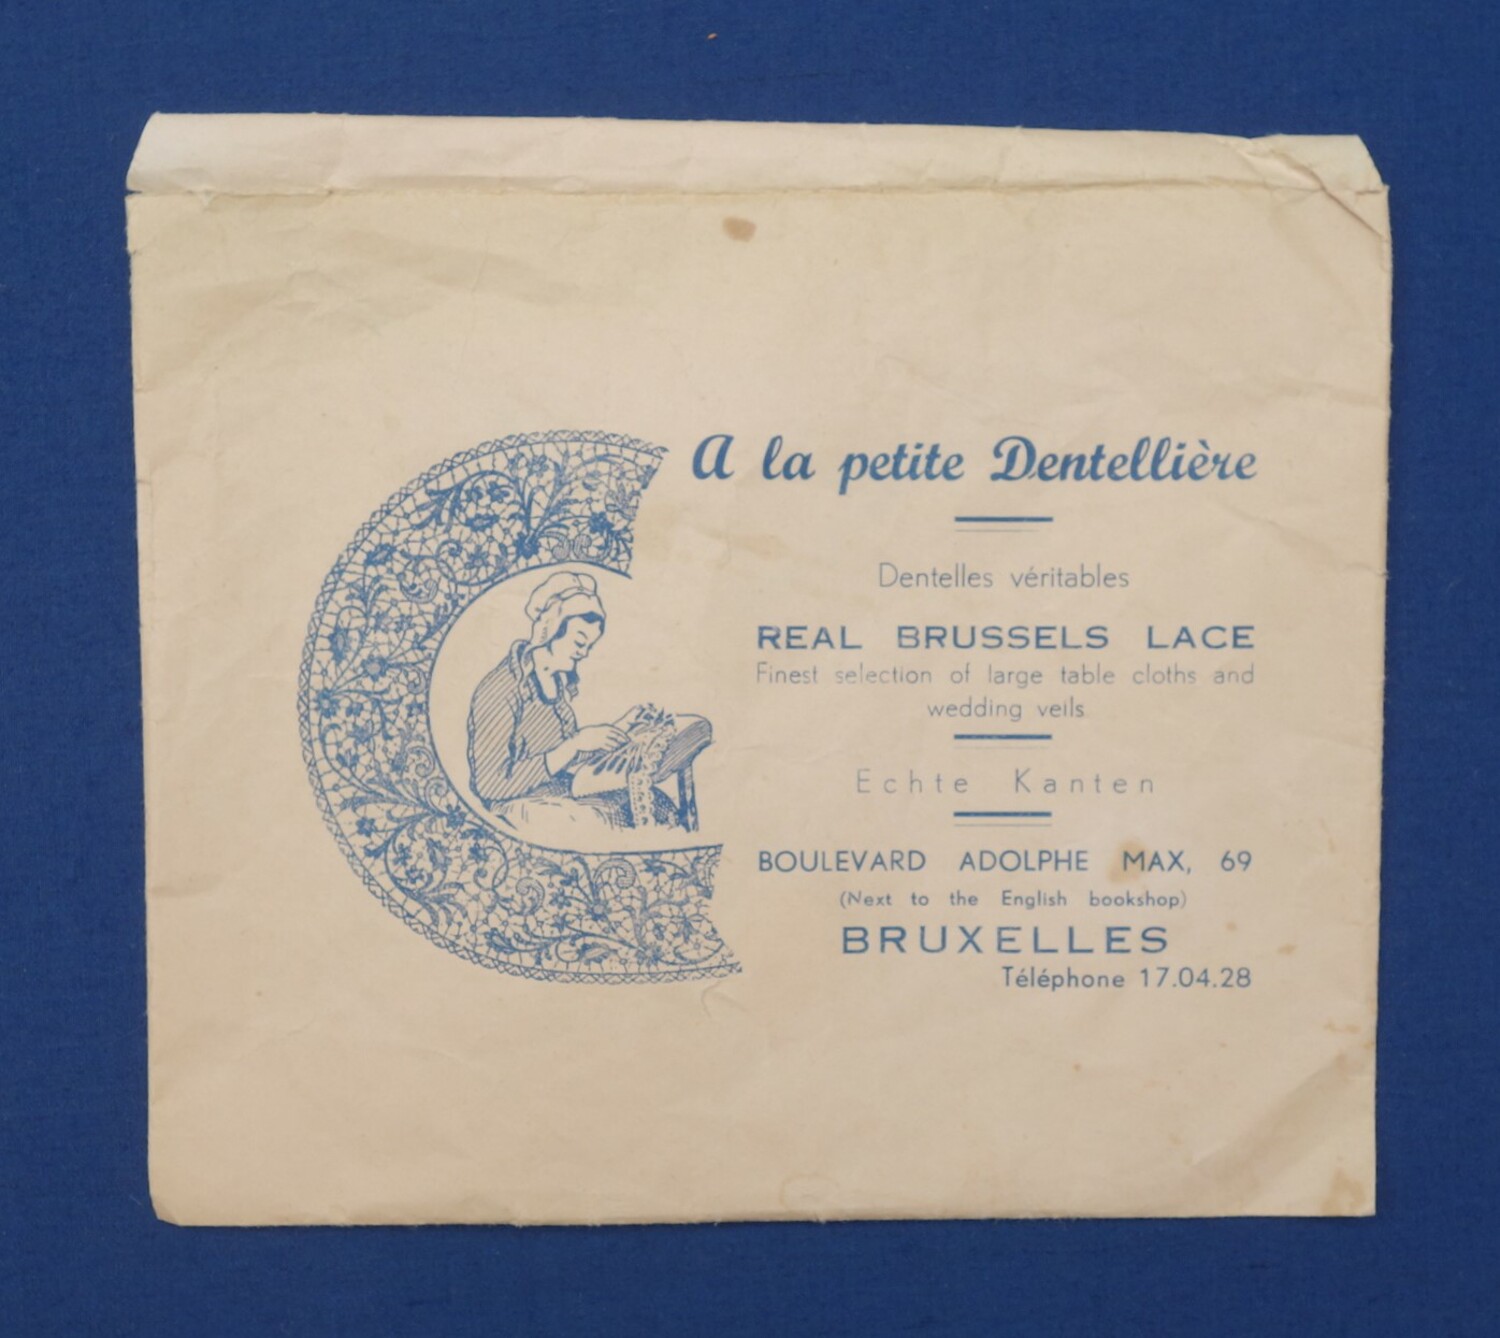 A la petite Dentellière
Dentelles véritables
REAL BRUSSELS LACE
Finest selection of large table cloths and
wedding veils
Echte Kanten
BOULEVARD ADOLPHE MAX, 69
(Next to the English bookshop)
BRUXELLES
Téléphone 17.04.28